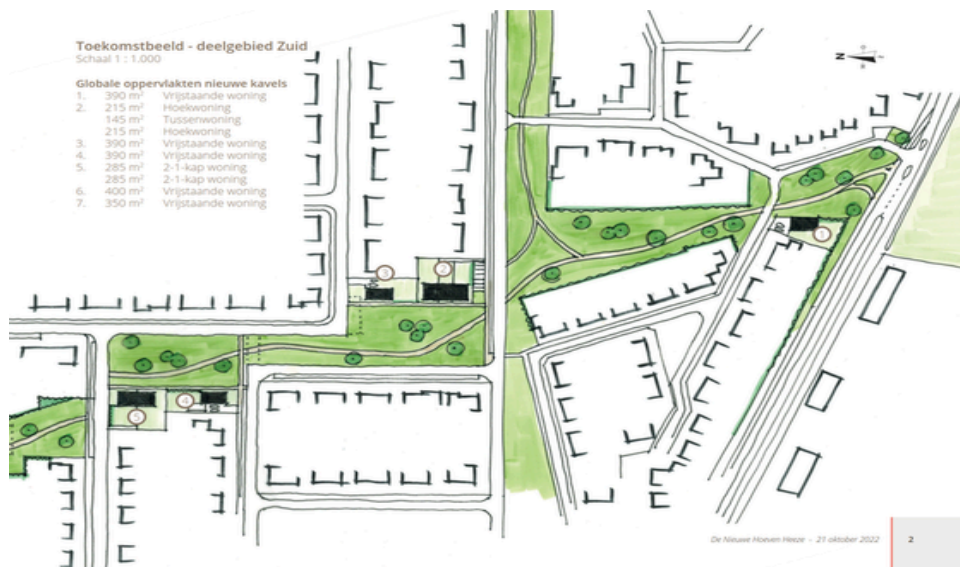 Toekomstbeeld - deelgebied Zuid
Schaal 1 : 1.000
Globale oppervlakten nieuwe kavels
1. 390 m² Vrijstaande woning
2. 215 m² Hoekwoning
145 m² Tussenwoning
215 m² Hoekwoning
3. 390 m² Vrijstaande woning
4. 390 m² Vrijstaande woning
5. 285 m² 2-1-kap woning
285 m² 2-1-kap woning
6. 400 m² Vrijstaande woning
7. 350 m² Vrijstaande woning
N
1
3
2
4
5
De Nieuwe Hoeven Heeze - 21 oktober 2022
2